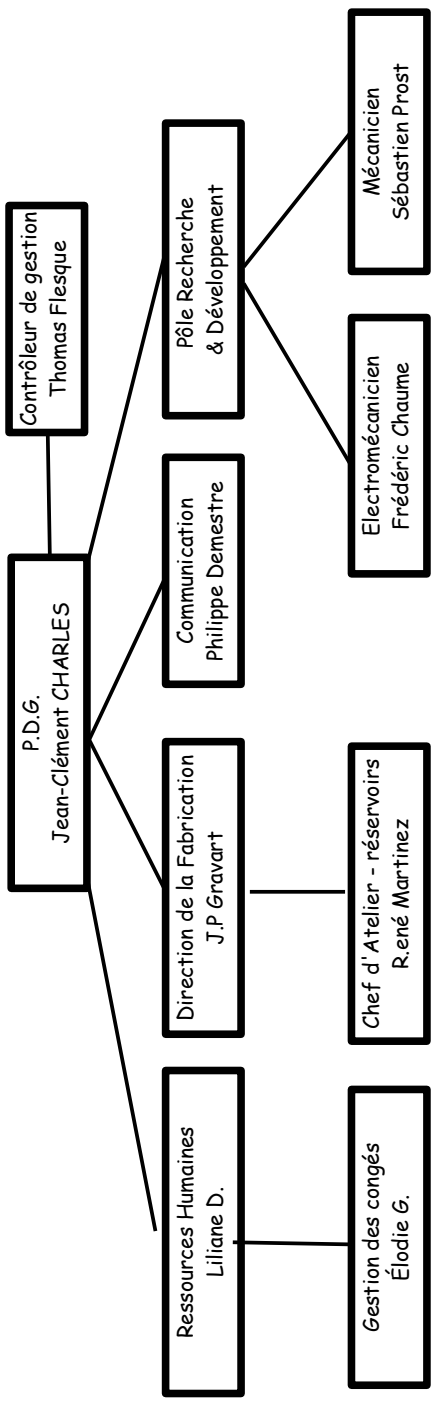 P.D.G.
Jean-Clément CHARLES
Contrôleur de gestion
Thomas Flesque
Ressources Humaines
Liliane D.
Direction de la Fabrication
J.P Gravart
Communication
Philippe Demestre
Pôle Recherche
& Développement
Gestion des congés
Élodie G.
Chef d'Atelier - réservoirs
R.ené Martinez
Electromécanicien
Frédéric Chaume
Mécanicien
Sébastien Prost